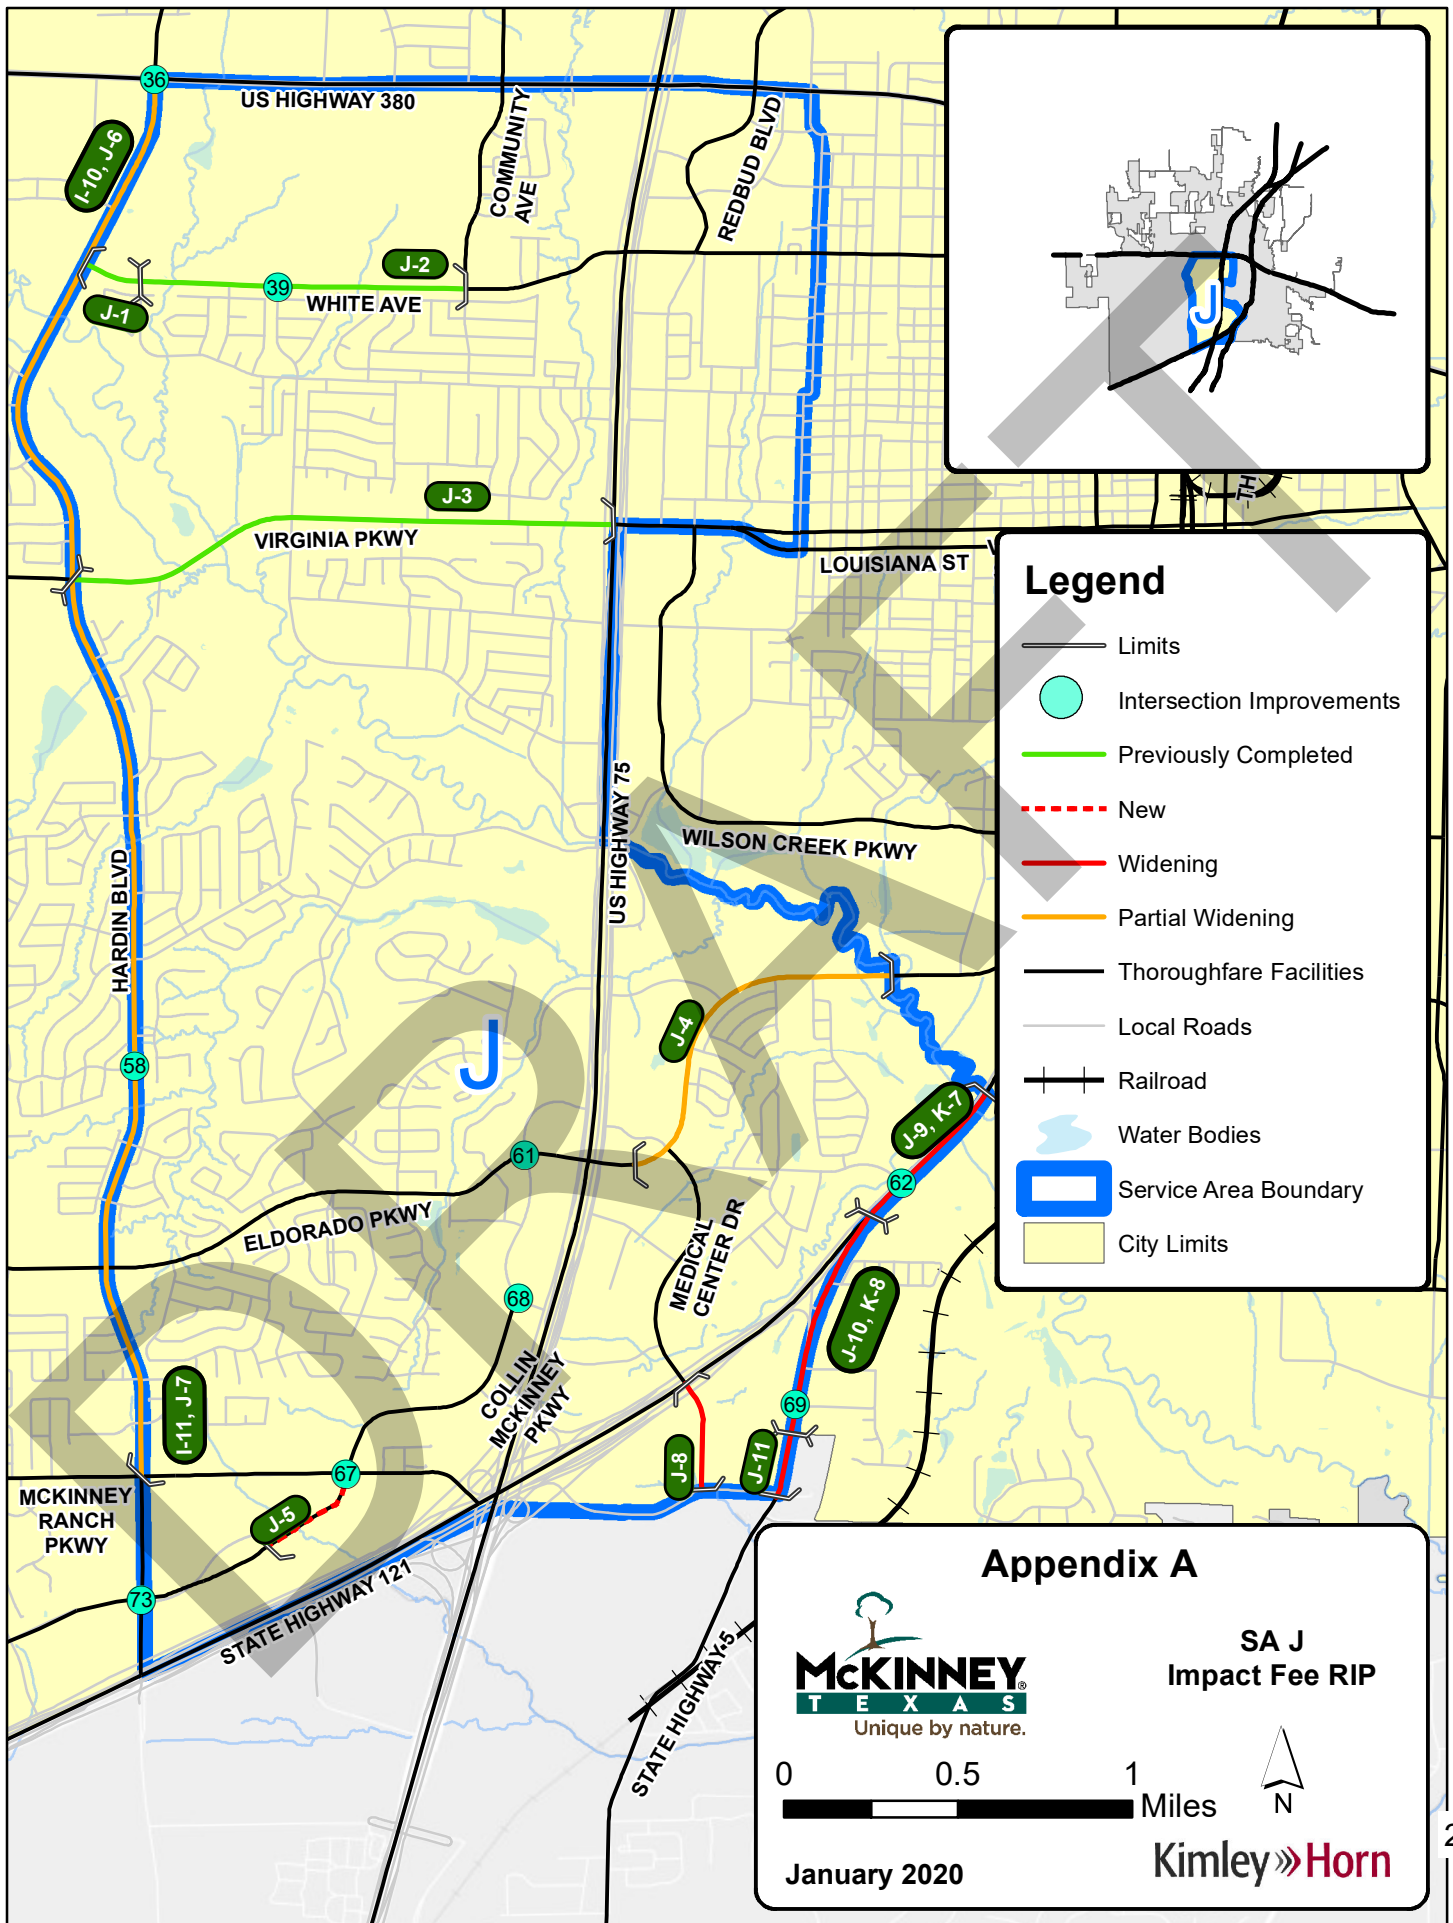 36
US HIGHWAY 380
COMMUNITY
AVE
REDBUD BLVD
I-10, J-6
J-1
39
J-2
WHITE AVE
J
J-3
VIRGINIA PKWY
LOUISIANA ST
TH
HARDIN BLVD
US HIGHWAY 75
WILSON CREEK PKWY
J-4
J
58
61
ELDORADO PKWY
68
MEDICAL
CENTER DR
J-9, K-7
62
J-10, K-8
69
COLLIN
MCKINNEY
PKWY
I-11, J-7
67
J-8
J-11
MCKINNEY
RANCH
PKWY
J-5
73
STATE HIGHWAY 121
STATE HIGHWAY 5
DRAFT
Legend
Limits
Intersection Improvements
Previously Completed
New
Widening
Partial Widening
Thoroughfare Facilities
Local Roads
Railroad
Water Bodies
Service Area Boundary
City Limits
Appendix A
McKINNEY®
TEXAS
Unique by nature.
SA J
Impact Fee RIP
0 0.5 1
Miles
N
January 2020
Kimley»Horn